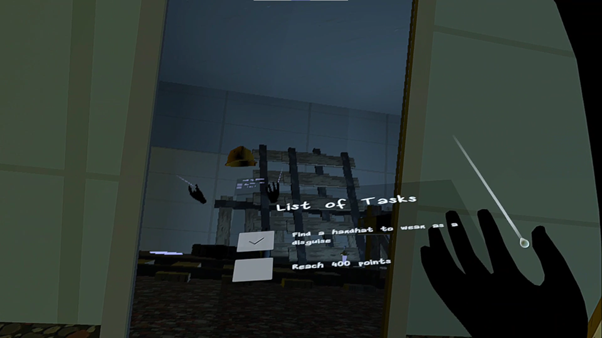 List of Tasks
Find a hardhat to wear as a
disguise
Reach 400 points